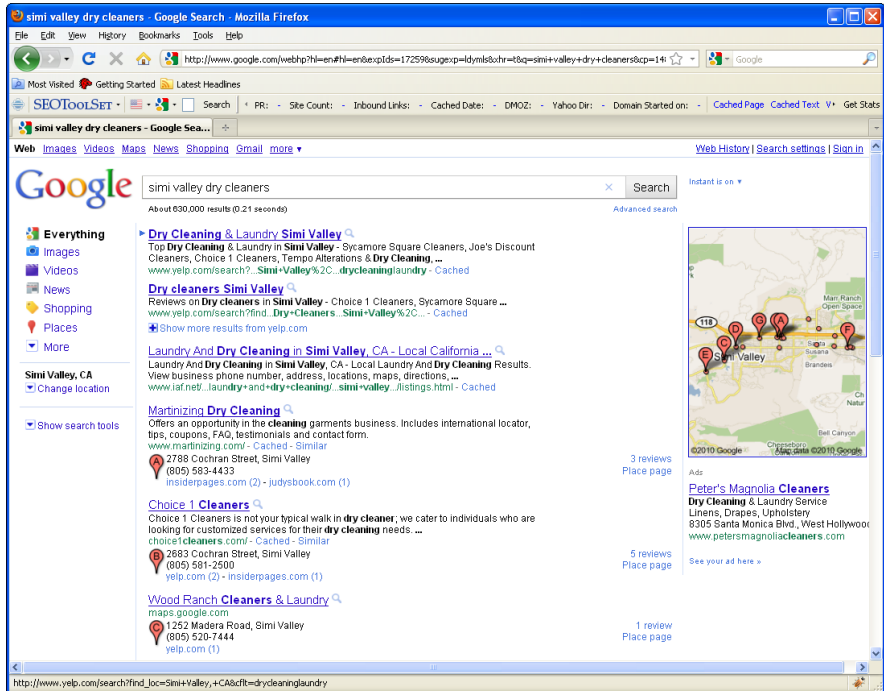 simi valley dry cleaners - Google Search - Mozilla Firefox
File Edit View History Bookmarks Tools Help
http://www.google.com/webhp?hl=en#hl=en&expIds=17259&sugexp=ldymls&xhr=t&q=simi+valley+dry+cleaners&cp=14
Google
Most Visited Getting Started Latest Headlines
SEOToolSet Search PR: - Site Count: - Inbound Links: - Cached Date: - DMOZ: - Yahoo Dir: - Domain Started on: - Cached Page Cached Text Get Stats
simi valley dry cleaners - Google Sea...
Web Images Videos Maps News Shopping Gmail more
Web History | Search settings | Sign in
Google
simi valley dry cleaners
Search
Instant is on
About 630,000 results (0.21 seconds)
Advanced search
Everything
Images
Videos
News
Shopping
Places
More
Simi Valley, CA
Change location
Show search tools
Dry Cleaning & Laundry Simi Valley
Top Dry Cleaning & Laundry in Simi Valley - Sycamore Square Cleaners, Joe's Discount
Cleaners, Choice 1 Cleaners, Tempo Alterations & Dry Cleaning, ...
www.yelp.com/search?...Simi+Valley%2C...drycleaninglaundry - Cached
Dry cleaners Simi Valley
Reviews on Dry cleaners in Simi Valley - Choice 1 Cleaners, Sycamore Square ...
www.yelp.com/search?find...Dry+Cleaners...Simi+Valley%2C... - Cached
Show more results from yelp.com
Laundry And Dry Cleaning in Simi Valley, CA - Local California ...
Laundry And Dry Cleaning in Simi Valley, CA - Local Laundry And Dry Cleaning Results.
View business phone number, address, locations, maps, directions, ...
www.iaf.net/...laundry+and+dry+cleaning/...simi+valley.../listings.html - Cached
Martinizing Dry Cleaning
Offers an opportunity in the cleaning garments business. Includes international locator,
tips, coupons, FAQ, testimonials and contact form.
www.martinizing.com/ - Cached - Similar
A 2788 Cochran Street, Simi Valley
(805) 583-4433
insiderpages.com (2) - judysbook.com (1)
3 reviews
Place page
Choice 1 Cleaners
Choice 1 Cleaners is not your typical walk in dry cleaner; we cater to individuals who are
looking for customized services for their dry cleaning needs. ...
choice1cleaners.com/ - Cached - Similar
B 2683 Cochran Street, Simi Valley
(805) 581-2500
yelp.com (2) - insiderpages.com (1)
5 reviews
Place page
Wood Ranch Cleaners & Laundry
maps.google.com
C 1252 Madera Road, Simi Valley
(805) 520-7444
yelp.com (1)
1 review
Place page
Marr Ranch
Open Space
118
E C D G A F
Simi Valley
Santa
Susana
Brandeis
Ch
Natur
Bell Canyon
Cheeseboro
©2010 Google Map data ©2010 Google
Ads
Peter's Magnolia Cleaners
Dry Cleaning & Laundry Service
Linens, Drapes, Upholstery
8305 Santa Monica Blvd., West Hollywood
www.petersmagnoliacleaners.com
See your ad here »
http://www.yelp.com/search?find_loc=Simi+Valley,+CA&cflt=drycleaninglaundry